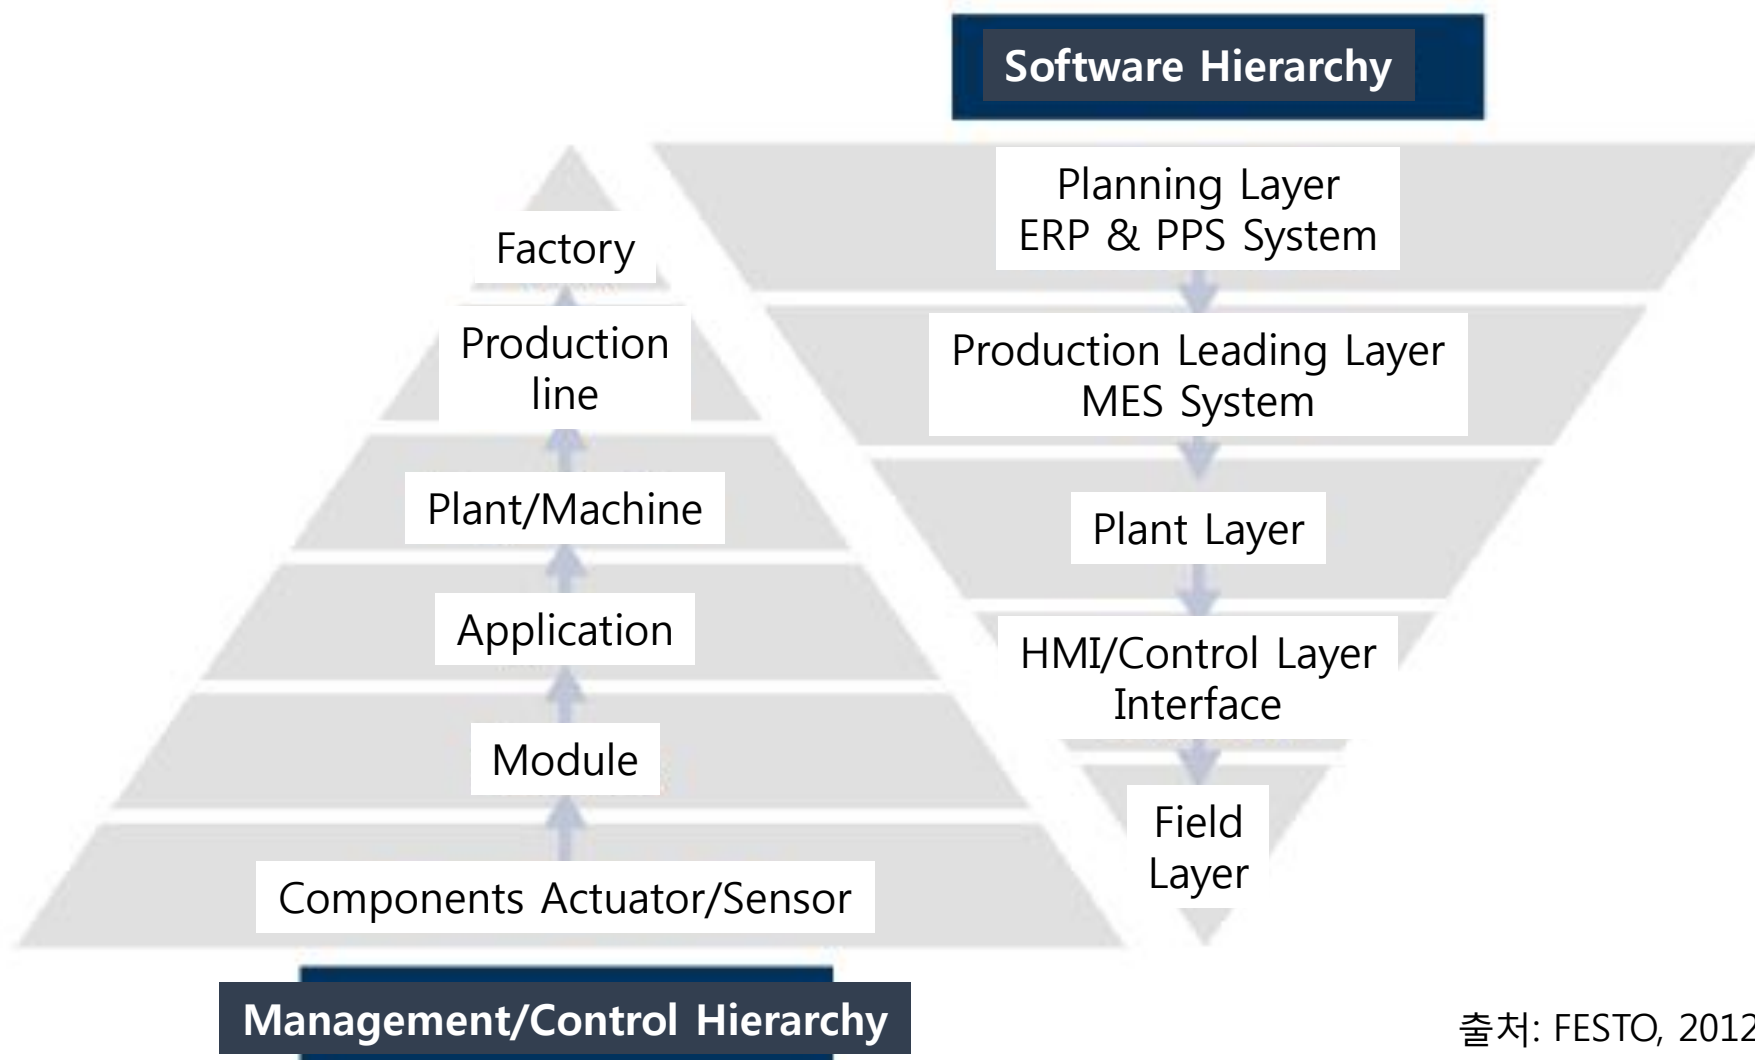 Software Hierarchy
Planning Layer
ERP & PPS System
Production Leading Layer
MES System
Plant Layer
HMI/Control Layer
Interface
Field
Layer
Factory
Production
line
Plant/Machine
Application
Module
Components Actuator/Sensor
Management/Control Hierarchy
출처: FESTO, 2012